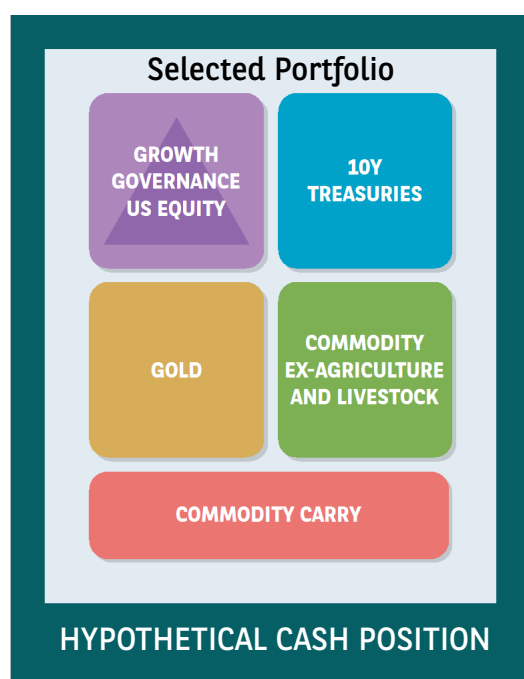 Selected Portfolio
GROWTH
GOVERNANCE
US EQUITY
10Y
TREASURIES
GOLD
COMMODITY
EX-AGRICULTURE
AND LIVESTOCK
COMMODITY CARRY
HYPOTHETICAL CASH POSITION